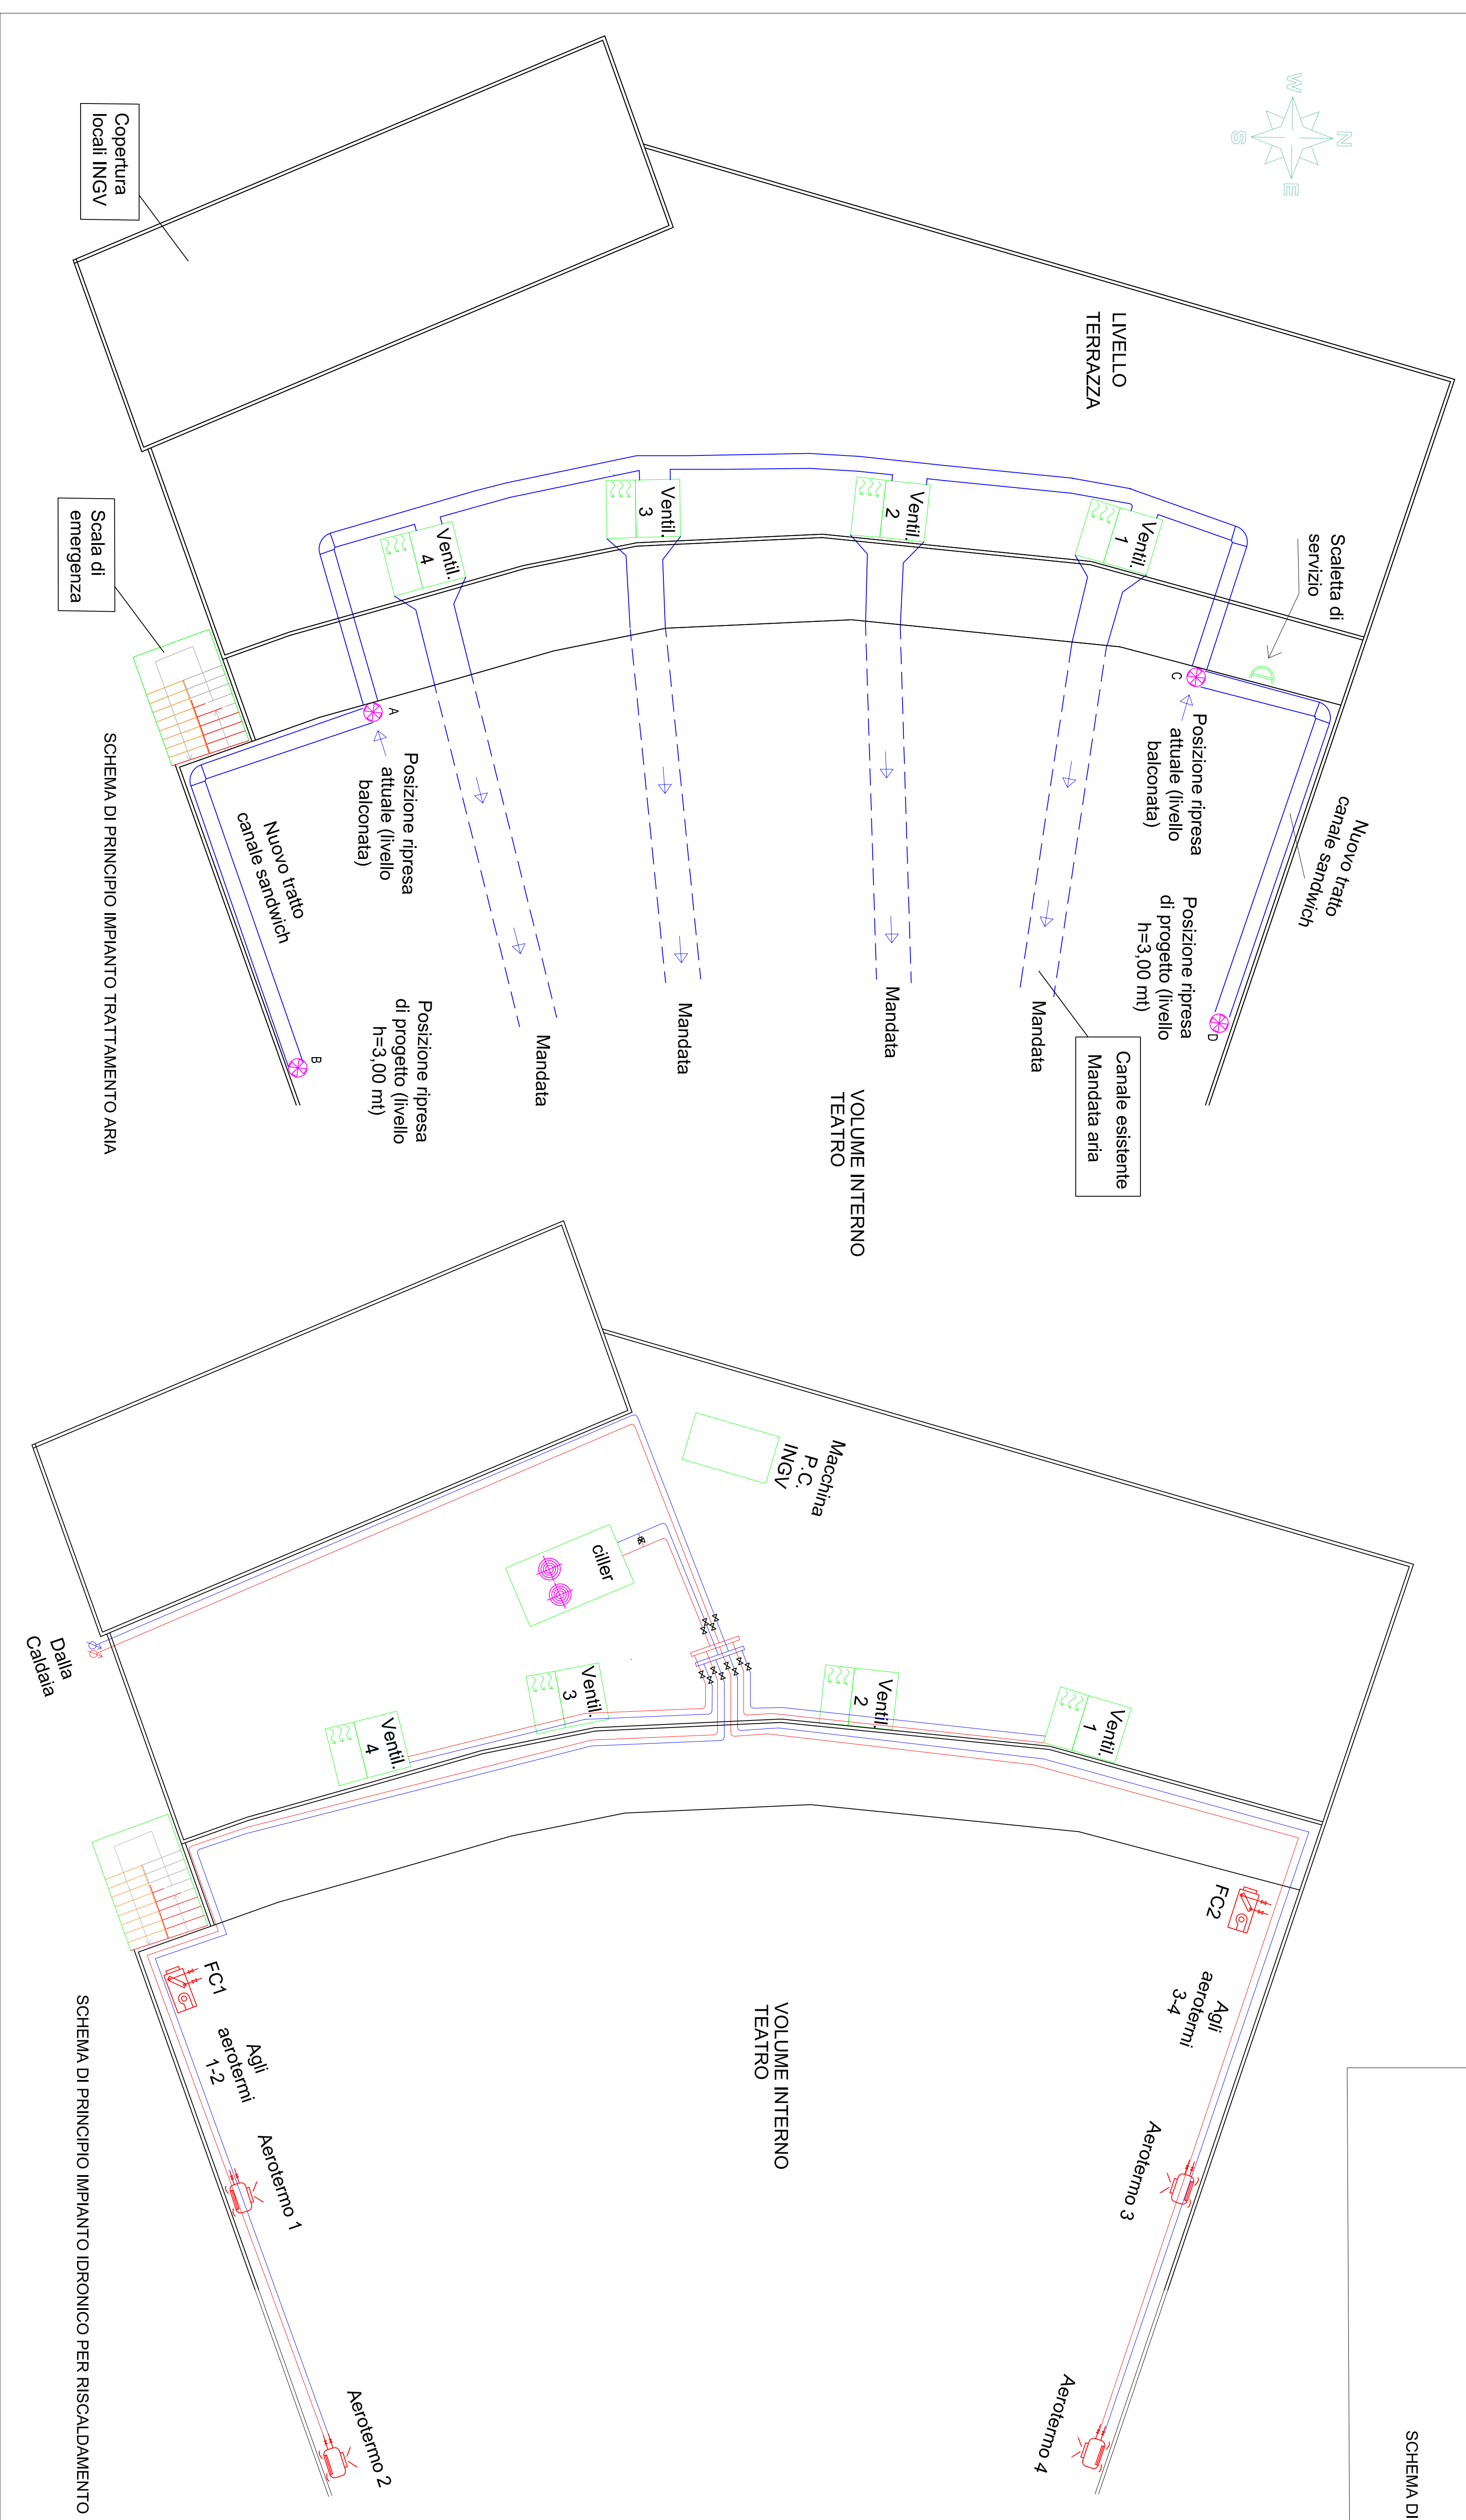 W
N
S
E
Copertura
locali INGV
LIVELLO
TERRAZZA
Scaletta di
servizio
Ventil.
1
Ventil.
2
Ventil.
3
Ventil.
4
Scala di
emergenza
C
A
Posizione ripresa
attuale (livello
balconata)
Posizione ripresa
attuale (livello
balconata)
Nuovo tratto
canale sandwich
Nuovo tratto
canale sandwich
Posizione ripresa
di progetto (livello
h=3,00 mt)
Posizione ripresa
di progetto (livello
h=3,00 mt)
D
B
Mandata
Mandata
Mandata
Mandata
Canale esistente
Mandata aria
VOLUME INTERNO
TEATRO
SCHEMA DI PRINCIPIO IMPIANTO TRATTAMENTO ARIA
Macchina
P.C.
INGV
ciller
Dalla
Caldaia
Ventil.
1
Ventil.
2
Ventil.
3
Ventil.
4
FC2
FC1
Agli
aerotermi
3-4
Agli
aerotermi
1-2
VOLUME INTERNO
TEATRO
Aerotermo 3
Aerotermo 1
Aerotermo 4
Aerotermo 2
SCHEMA DI PRINCIPIO IMPIANTO IDRONICO PER RISCALDAMENTO
SCHEMA DI